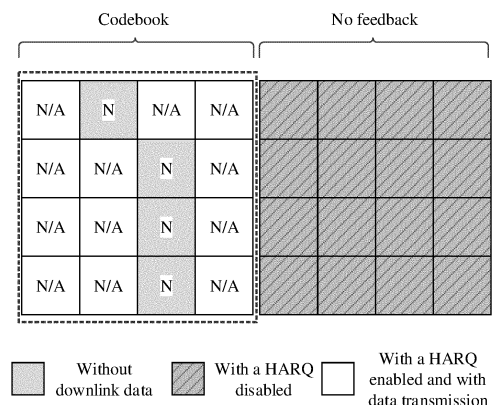 Codebook No feedback
N/A N N/A N/A
N/A N/A N N/A
N/A N/A N N/A
N/A N/A N N/A
Without
downlink data
With a HARQ
disabled
With a HARQ
enabled and with
data transmission